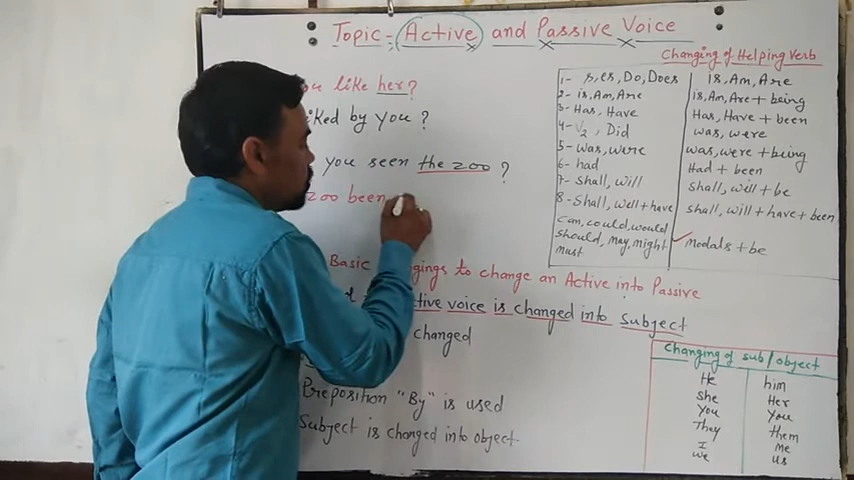 Topic- Active and Passive Voice
Changing of Helping Verb
you like her?
liked by you?
you seen the zoo ?
zoo been
1- s, es, Do, Does is, Am, Are
2- is, Am, Are is, Am, Are + being
3- Has, Have Has, Have + been
4- V2, Did was, were
5- was, were was, were + being
6- had Had + been
7- Shall, will Shall, will + be
8- Shall, will + have shall, will + have + been
can, could, would
should, may, might Modals + be
must
Basic to change an Active into Passive
Active voice is changed into Subject
changed
Preposition "By" is used
Subject is changed into object
Changing of sub/object
He him
She Her
You You
They them
I Me
we us